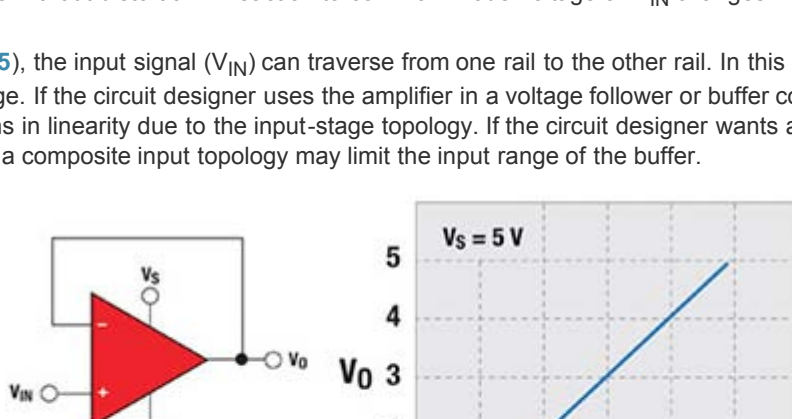 5), the input signal (VIN) can traverse from one rail to the other rail. In this
ge. If the circuit designer uses the amplifier in a voltage follower or buffer co
ns in linearity due to the input-stage topology. If the circuit designer wants a
a composite input topology may limit the input range of the buffer.
VS = 5 V
5
VS
4
VO
VO 3
VIN